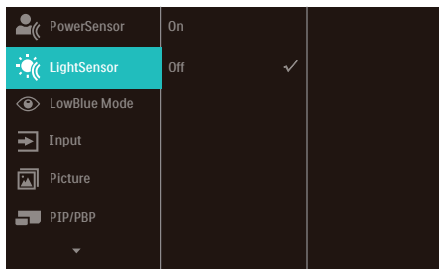 PowerSensor
On
LightSensor
Off
LowBlue Mode
Input
Picture
PIP/PBP